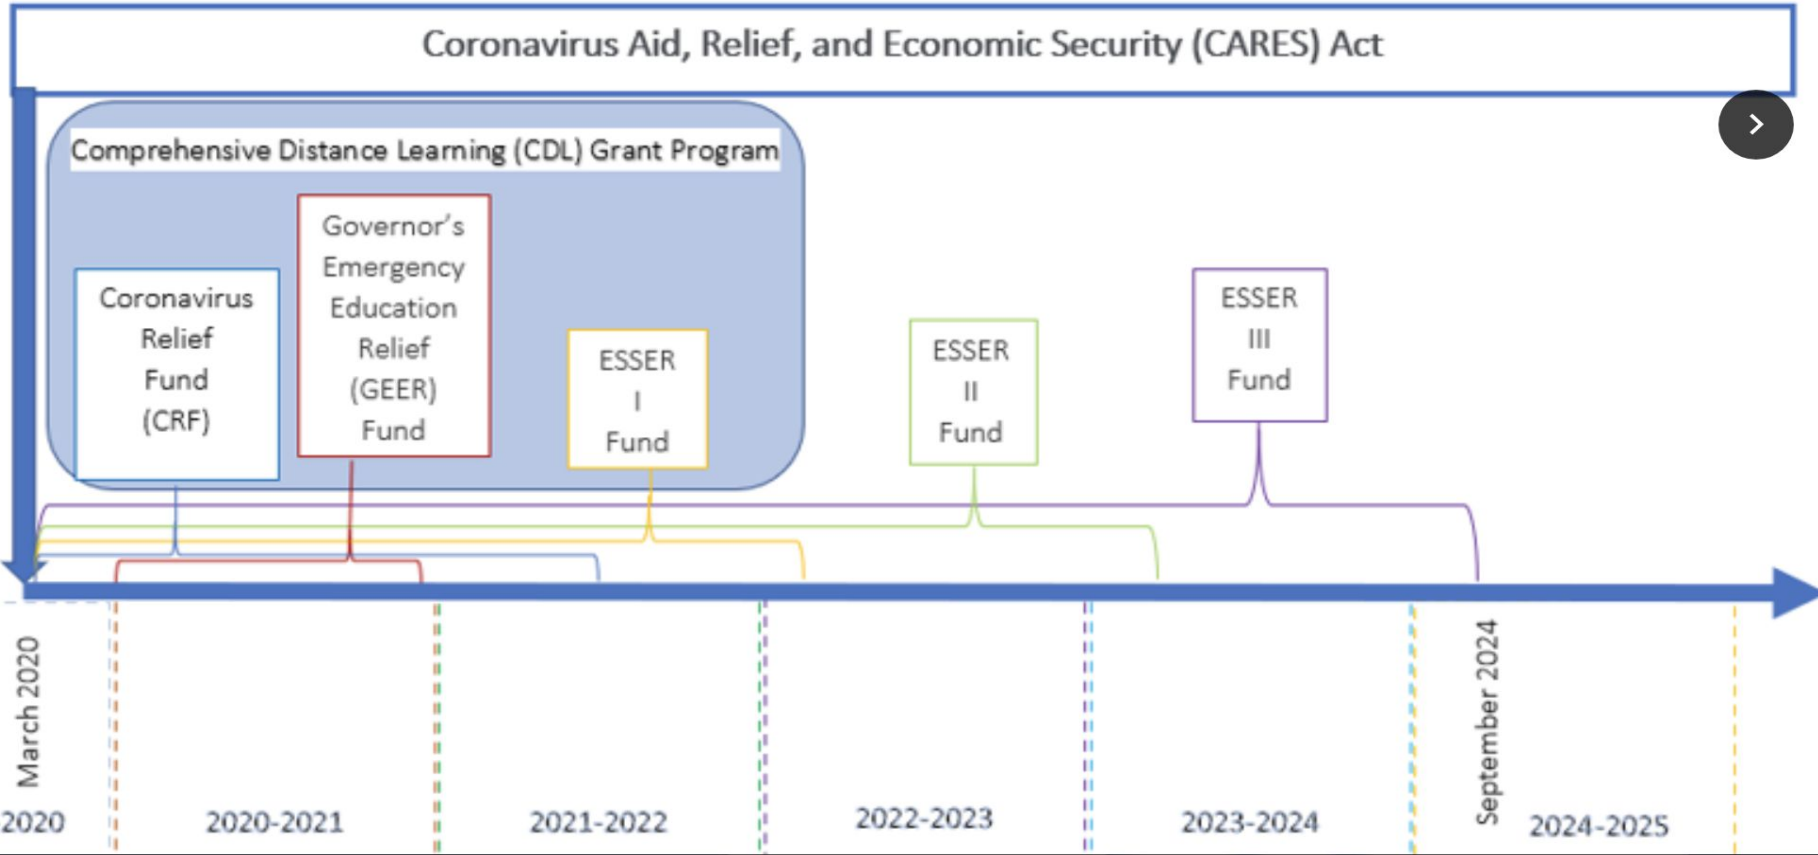 Coronavirus Aid, Relief, and Economic Security (CARES) Act
Comprehensive Distance Learning (CDL) Grant Program
Coronavirus
Relief
Fund
(CRF)
Governor's
Emergency
Education
Relief
(GEER)
Fund
ESSER
I
Fund
ESSER
II
Fund
ESSER
III
Fund
March 2020
September 2024
2020
2020-2021
2021-2022
2022-2023
2023-2024
2024-2025